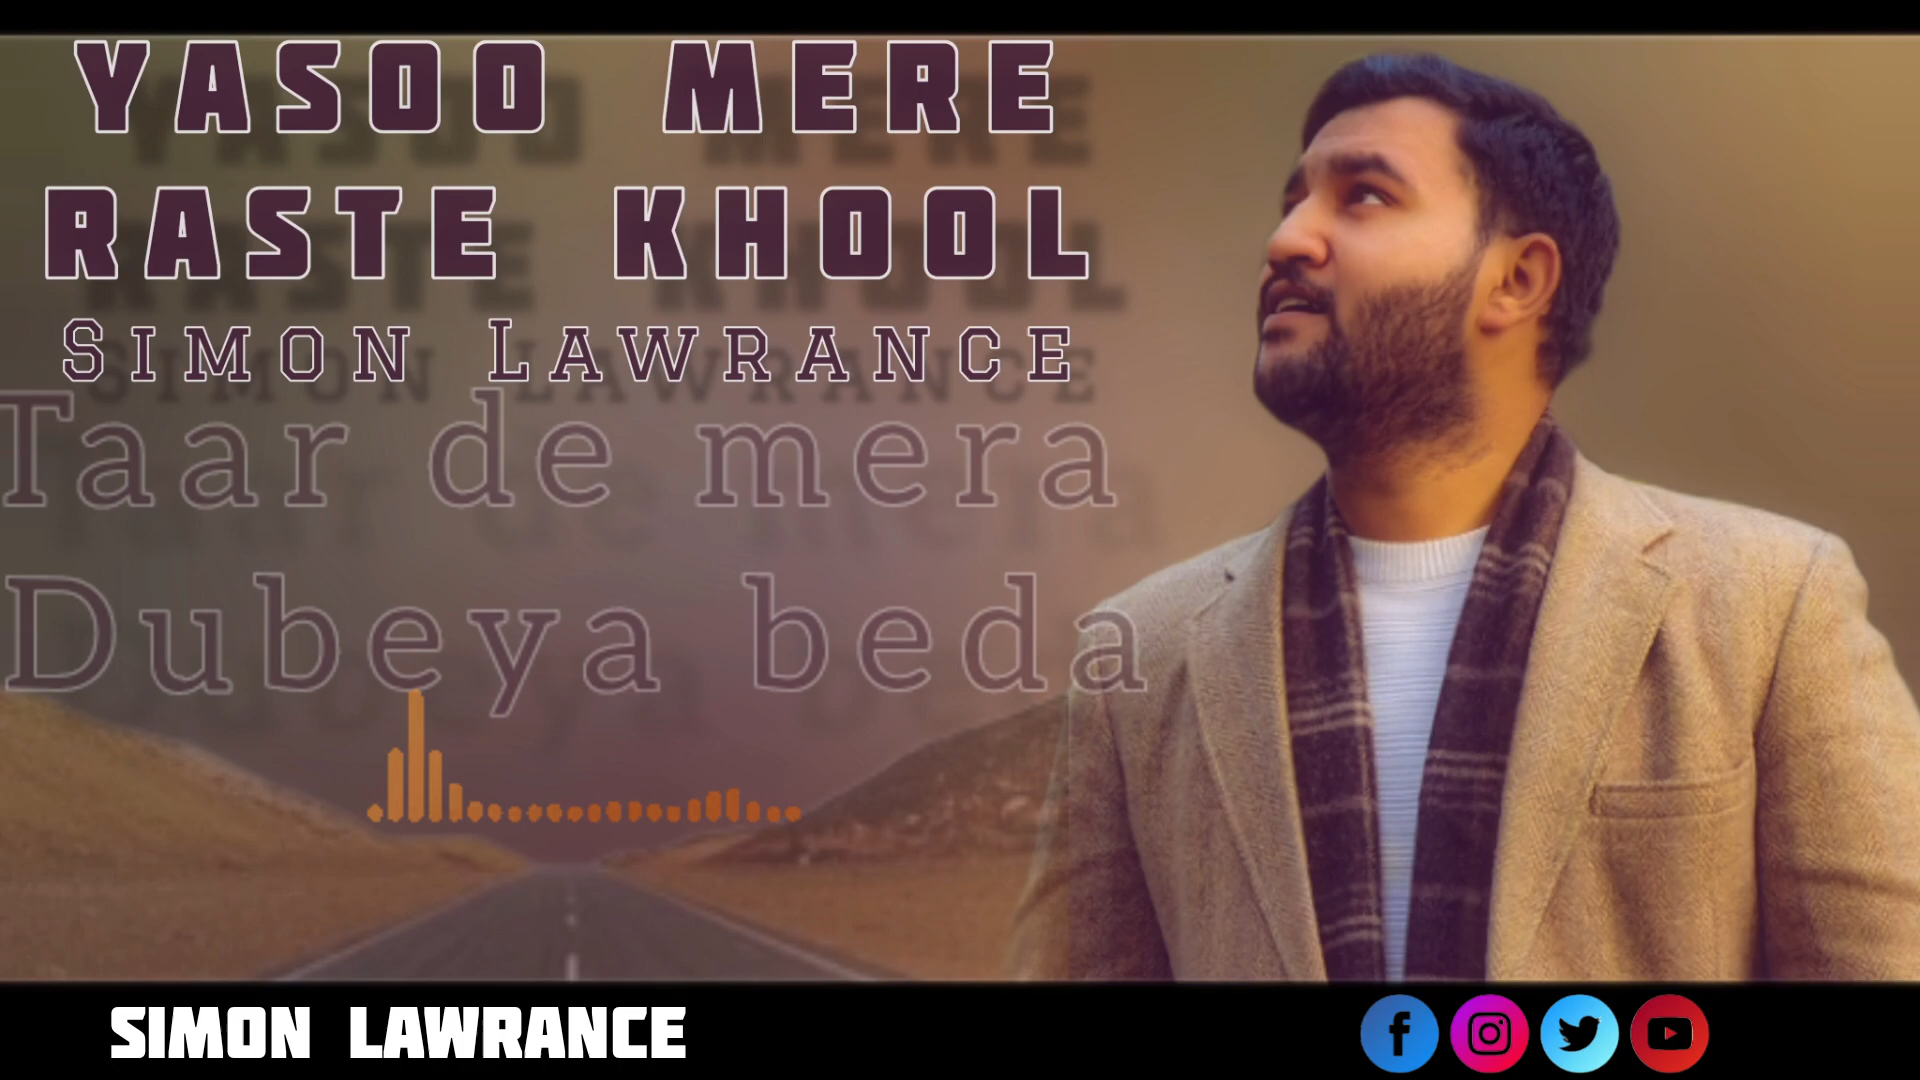 YASOO MERE
RASTE KHOOL
SIMON LAWRANCE
Taar de mera
Dubeya beda
SIMON LAWRANCE